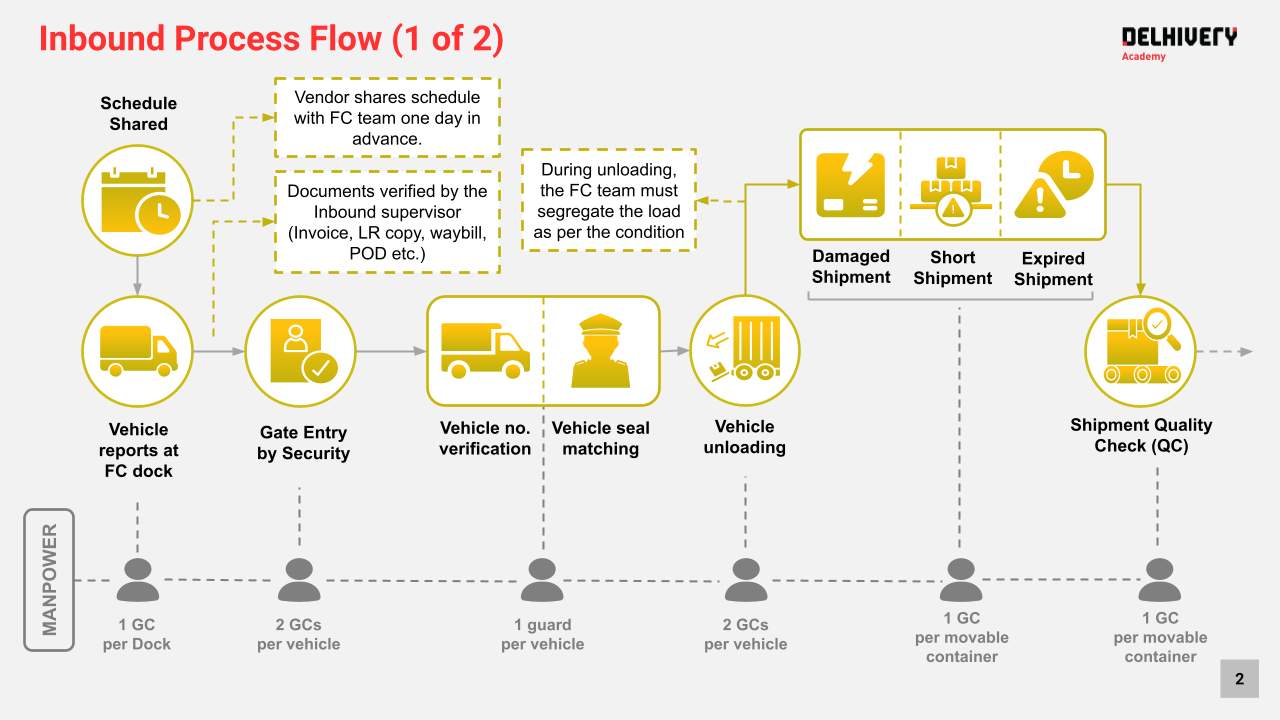 Inbound Process Flow (1 of 2)
DELHIVERY
Academy
Schedule
Shared
Vendor shares schedule
with FC team one day in
advance.
Documents verified by the
Inbound supervisor
(Invoice, LR copy, waybill,
POD etc.)
During unloading,
the FC team must
segregate the load
as per the condition
Damaged
Shipment
Short
Shipment
Expired
Shipment
Vehicle
reports at
FC dock
Gate Entry
by Security
Vehicle no.
verification
Vehicle seal
matching
Vehicle
unloading
Shipment Quality
Check (QC)
MANPOWER
1 GC
per Dock
2 GCs
per vehicle
1 guard
per vehicle
2 GCs
per vehicle
1 GC
per movable
container
1 GC
per movable
container
2